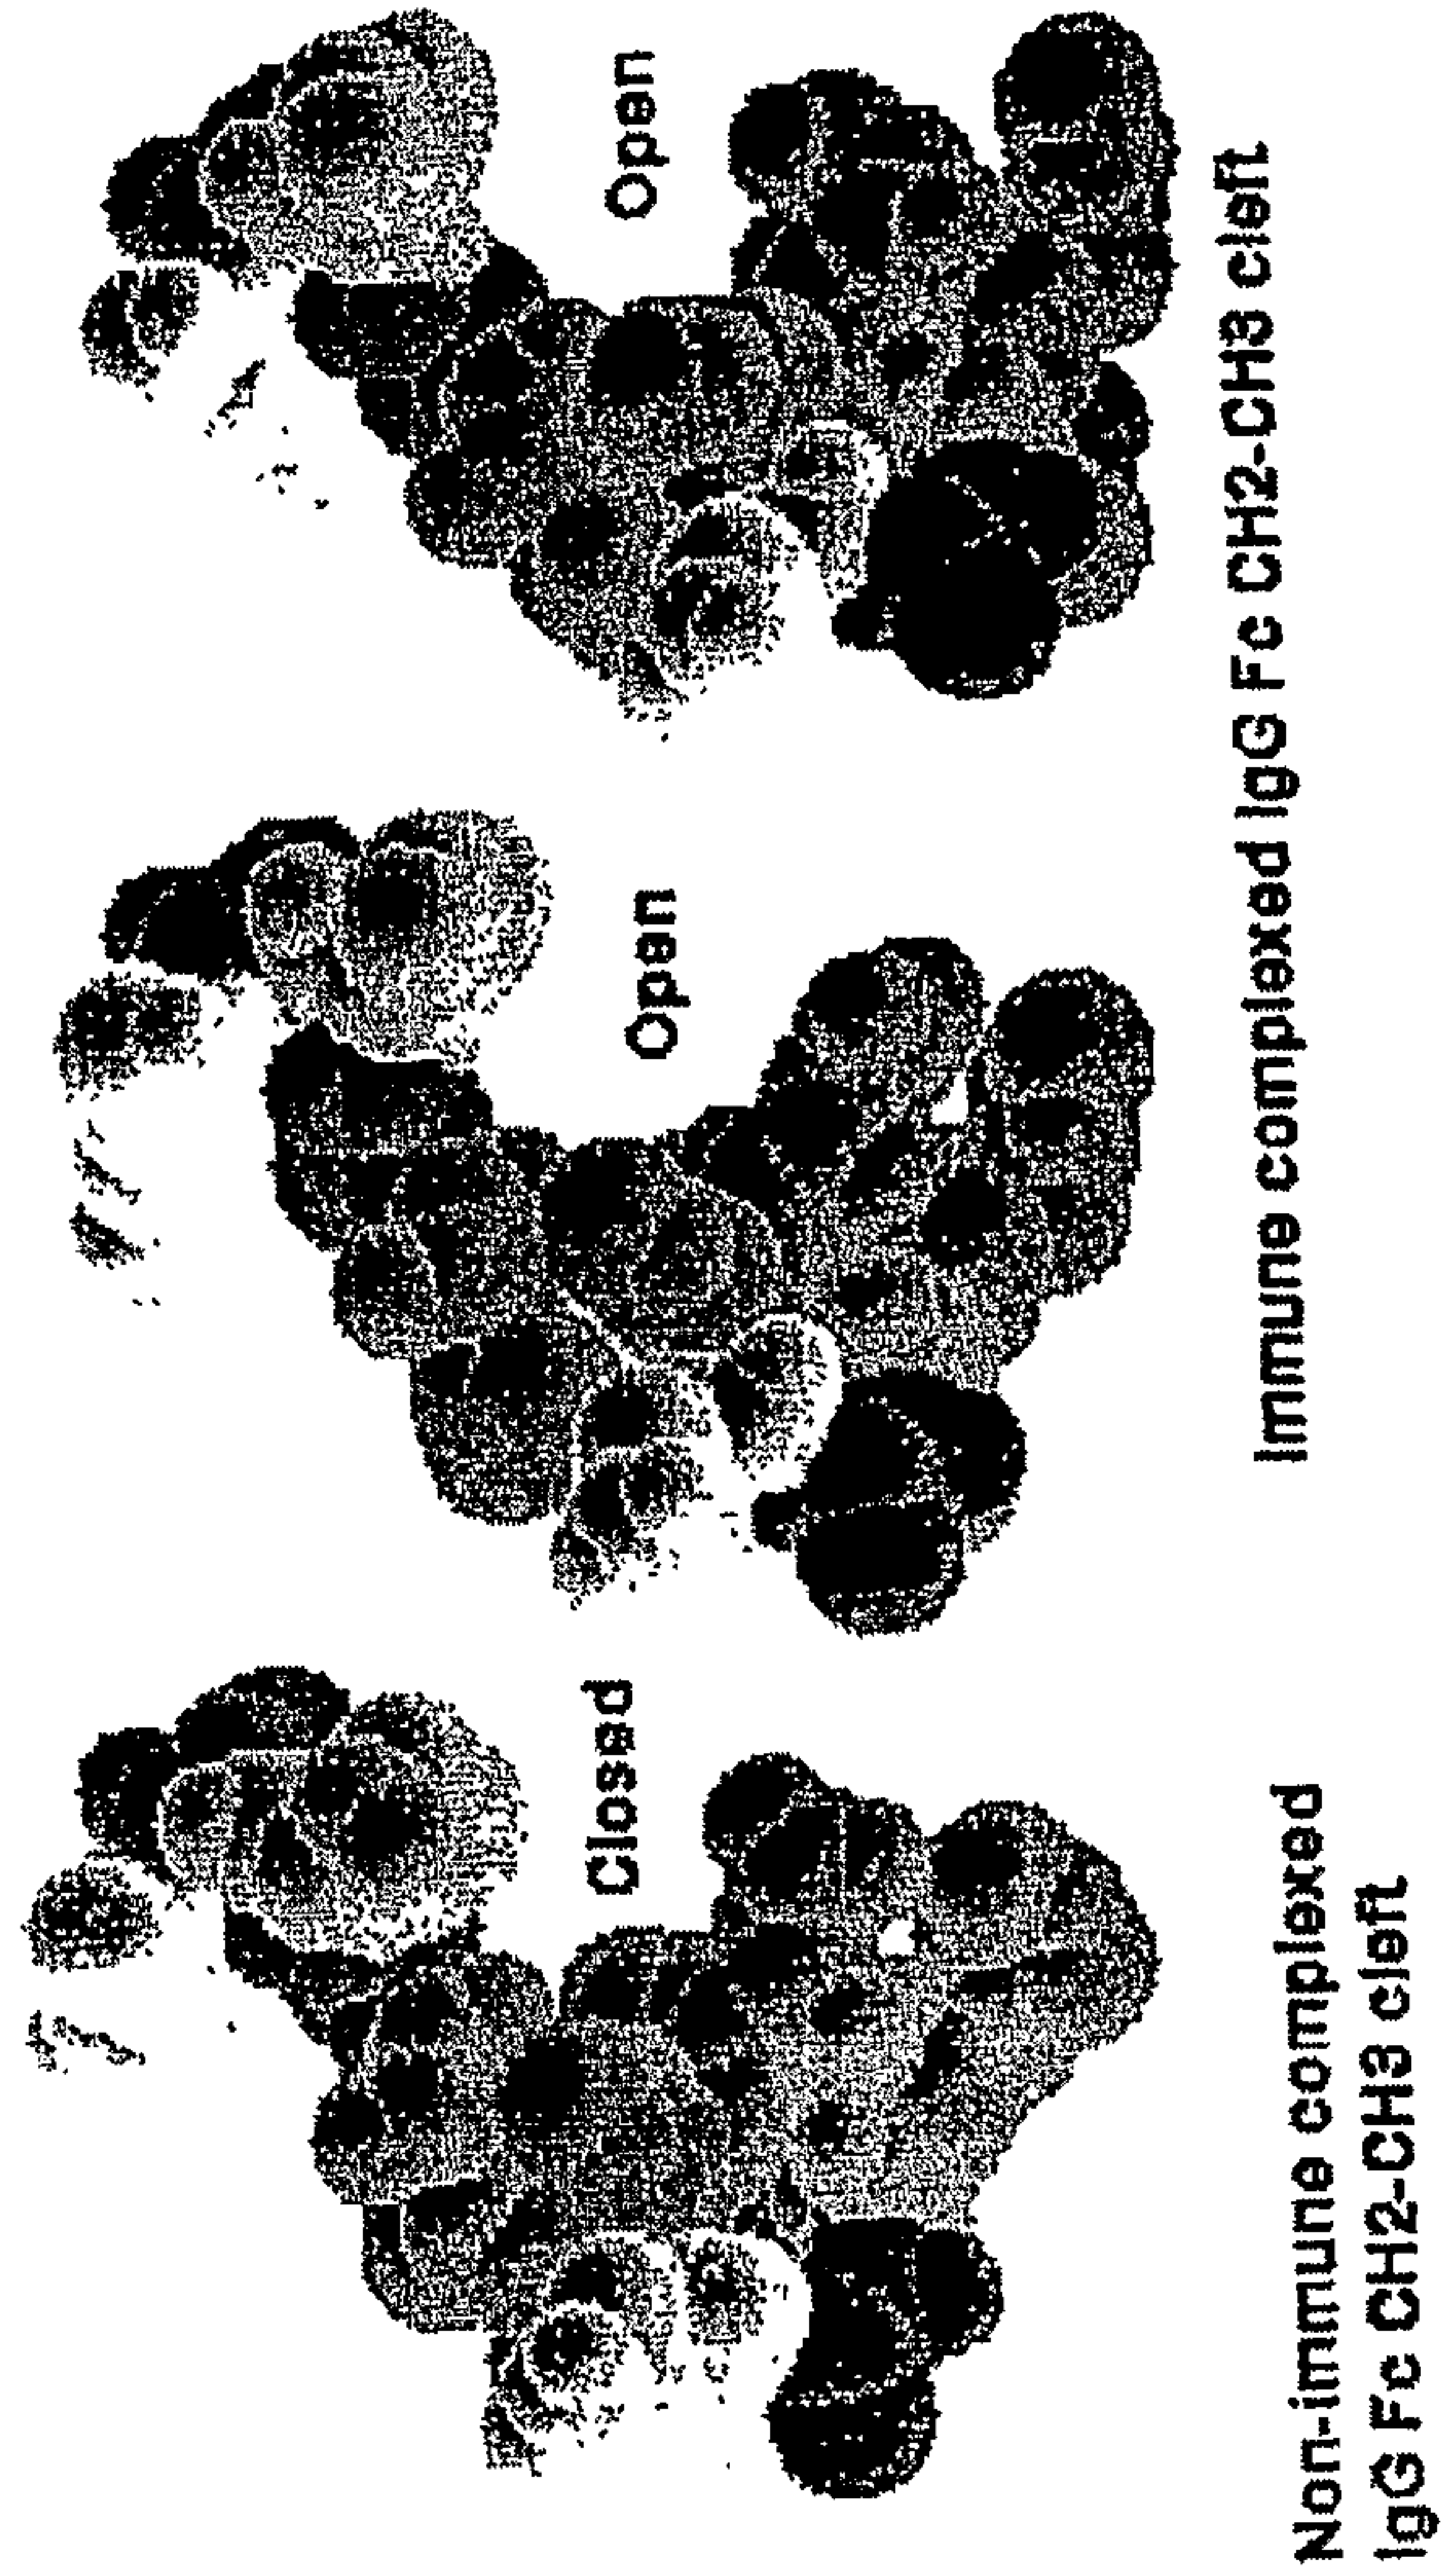 Closed
Open
Open
Non-immune complexed
IgG Fc CH2-CH3 cleft
Immune complexed IgG Fc CH2-CH3 cleft